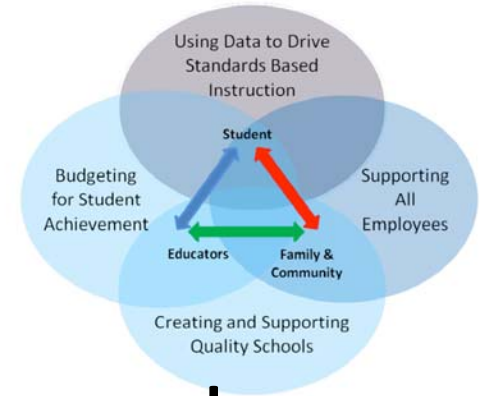 Using Data to Drive
Standards Based
Instruction
Student
Budgeting
for Student
Achievement
Supporting
All
Employees
Educators
Family &
Community
Creating and Supporting
Quality Schools